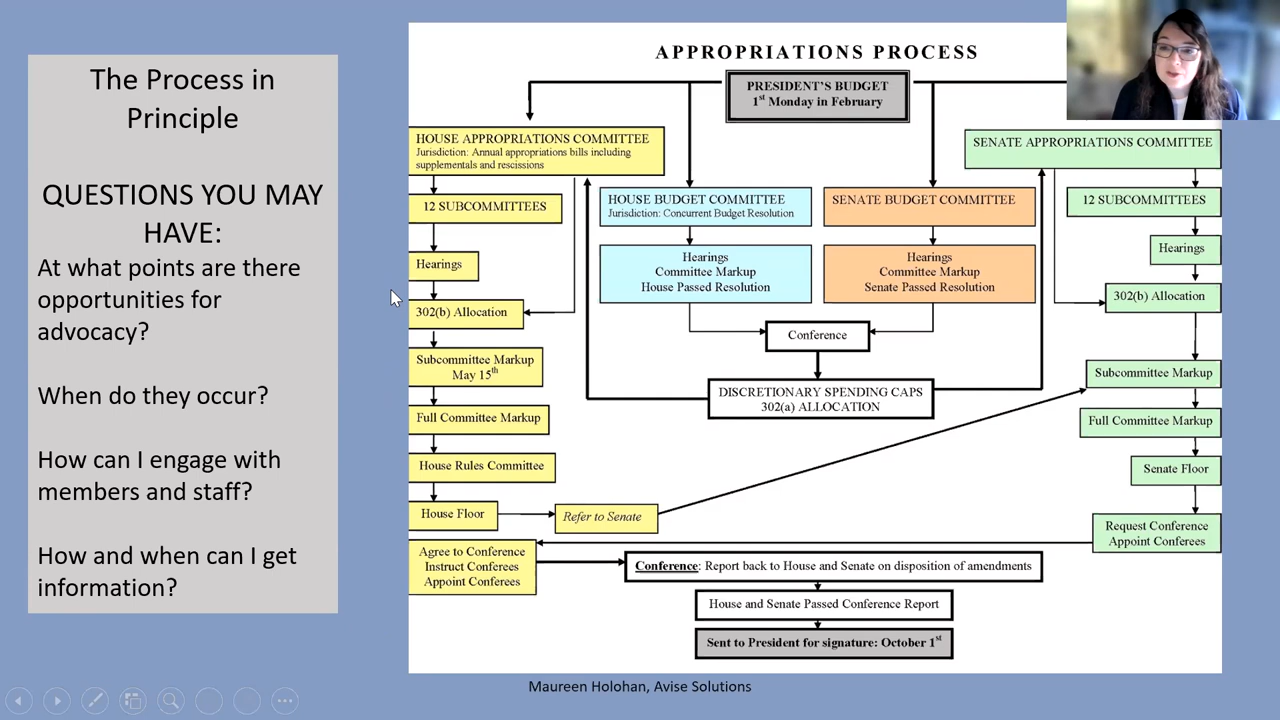 The Process in
Principle
QUESTIONS YOU MAY
HAVE:
At what points are there
opportunities for
advocacy?
When do they occur?
How can I engage with
members and staff?
How and when can I get
information?
APPROPRIATIONS PROCESS
PRESIDENT'S BUDGET
1st Monday in February
HOUSE APPROPRIATIONS COMMITTEE
Jurisdiction: Annual appropriations bills including
supplementals and rescissions
12 SUBCOMMITTEES
Hearings
302(b) Allocation
Subcommittee Markup
May 15th
Full Committee Markup
House Rules Committee
House Floor
Refer to Senate
Agree to Conference
Instruct Conferees
Appoint Conferees
HOUSE BUDGET COMMITTEE
Jurisdiction: Concurrent Budget Resolution
Hearings
Committee Markup
House Passed Resolution
SENATE BUDGET COMMITTEE
Hearings
Committee Markup
Senate Passed Resolution
Conference
DISCRETIONARY SPENDING CAPS
302(a) ALLOCATION
SENATE APPROPRIATIONS COMMITTEE
12 SUBCOMMITTEES
Hearings
302(b) Allocation
Subcommittee Markup
Full Committee Markup
Senate Floor
Request Conference
Appoint Conferees
Conference: Report back to House and Senate on disposition of amendments
House and Senate Passed Conference Report
Sent to President for signature: October 1st
Maureen Holohan, Avise Solutions